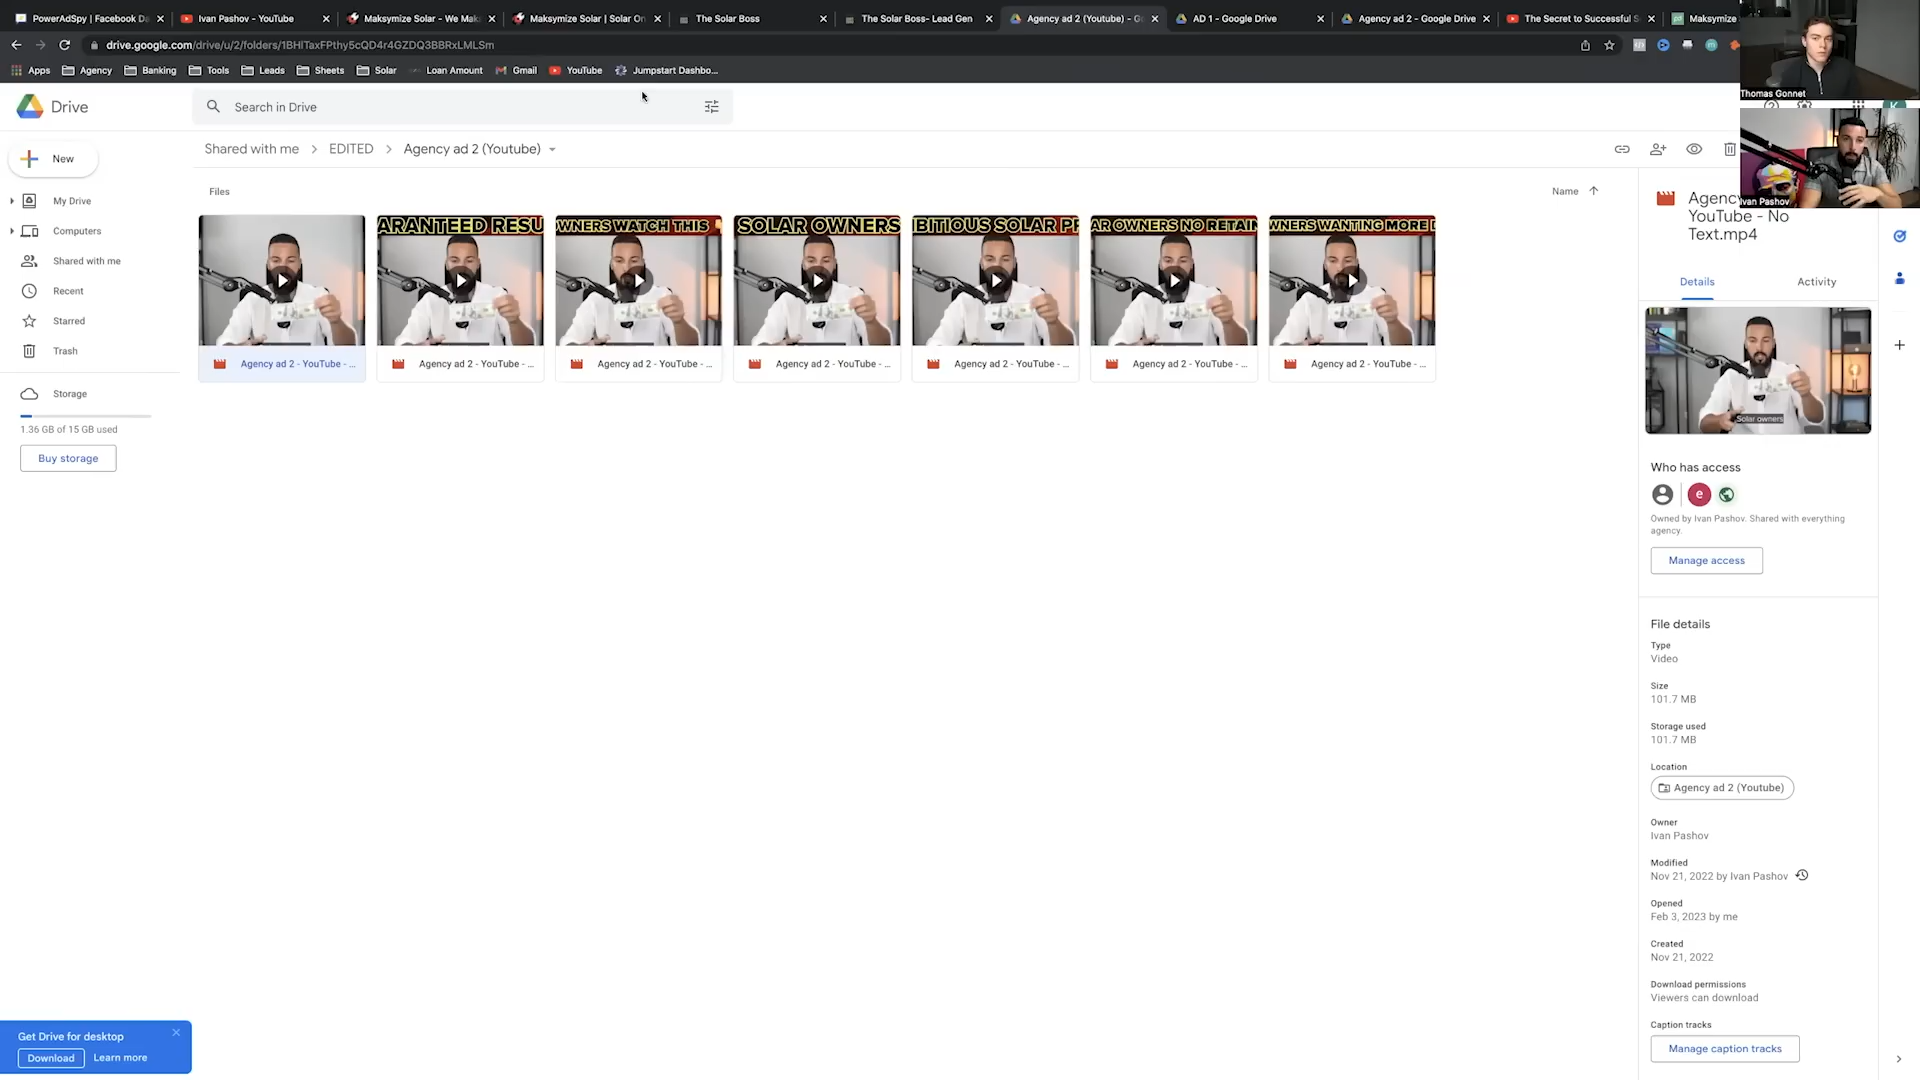 PowerAdSpy | Facebook Da
Ivan Pashov - YouTube
Maksymize Solar - We Mak
Maksymize Solar | Solar On
The Solar Boss
The Solar Boss- Lead Gen
Agency ad 2 (Youtube) - G
AD 1 - Google Drive
Agency ad 2 - Google Drive
The Secret to Successful S
Maksymize
drive.google.com/drive/u/2/folders/1BHITaxFPthy5cQD4r4GZDQ3BBRxLMLSm
Apps
Agency
Banking
Tools
Leads
Sheets
Solar
Loan Amount
Gmail
YouTube
Jumpstart Dashbo...
Thomas Gonnet
Ivan Pashov
Drive
Search in Drive
New
Shared with me > EDITED > Agency ad 2 (Youtube)
My Drive
Computers
Shared with me
Recent
Starred
Trash
Storage
1.36 GB of 15 GB used
Buy storage
Files
Name
ARANTEED RESU
WNERS WATCH THIS
SOLAR OWNERS
BITIOUS SOLAR PR
AR OWNERS NO RETAIN
WNERS WANTING MORE
Agency ad 2 - YouTube - ...
Agency ad 2 - YouTube - ...
Agency ad 2 - YouTube - ...
Agency ad 2 - YouTube - ...
Agency ad 2 - YouTube - ...
Agency ad 2 - YouTube - ...
Agency ad 2 - YouTube - ...
Agency
YouTube - No
Text.mp4
Details
Activity
Solar owners
Who has access
e
Owned by Ivan Pashov. Shared with everything
agency.
Manage access
File details
Type
Video
Size
101.7 MB
Storage used
101.7 MB
Location
Agency ad 2 (Youtube)
Owner
Ivan Pashov
Modified
Nov 21, 2022 by Ivan Pashov
Opened
Feb 3, 2023 by me
Created
Nov 21, 2022
Download permissions
Viewers can download
Caption tracks
Manage caption tracks
Get Drive for desktop
Download
Learn more